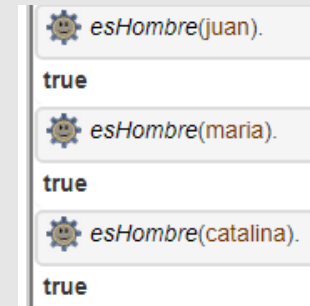 esHombre(juan).
true
esHombre(maria).
true
esHombre(catalina).
true